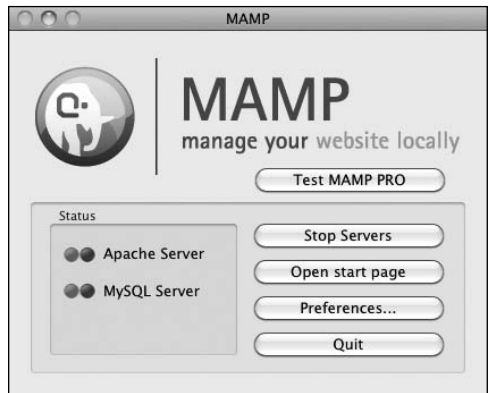 MAMP
MAMP
manage your website locally
Test MAMP PRO
Status
Apache Server
MySQL Server
Stop Servers
Open start page
Preferences...
Quit